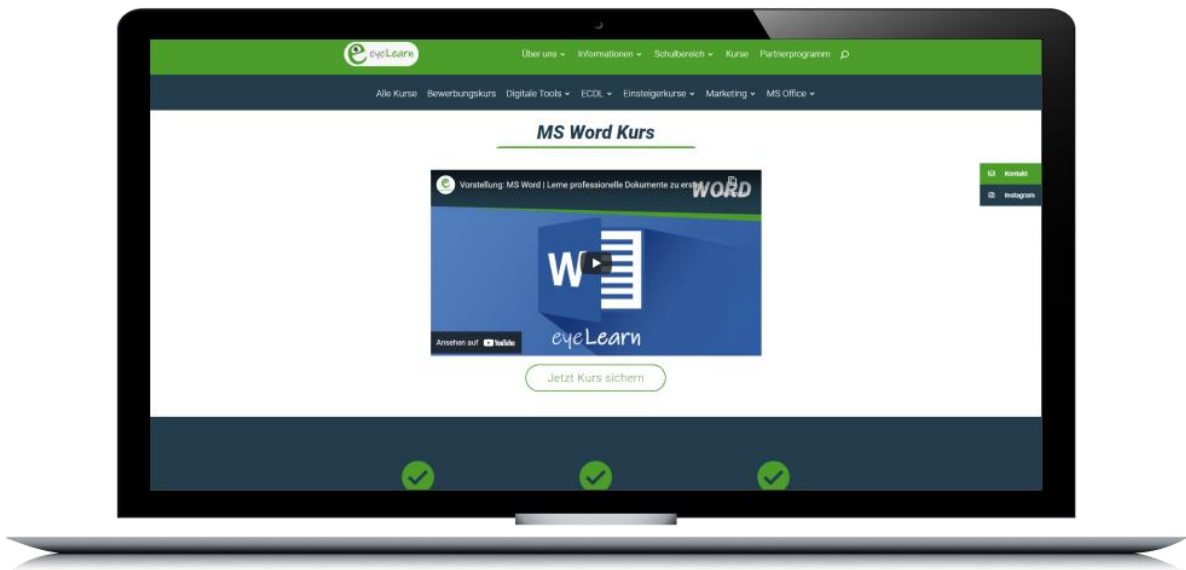 eyeLearn
Über uns Informationen Schulbereich Kurse Partnerprogramm
Alle Kurse Bewerbungskurs Digitale Tools ECDL Einsteigerkurse Marketing MS Office
MS Word Kurs
Kontakt
Instagram
Vorstellung: MS Word | Lerne professionelle Dokumente zu erste
WORD
W
eyeLearn
Ansehen auf YouTube
Jetzt Kurs sichern